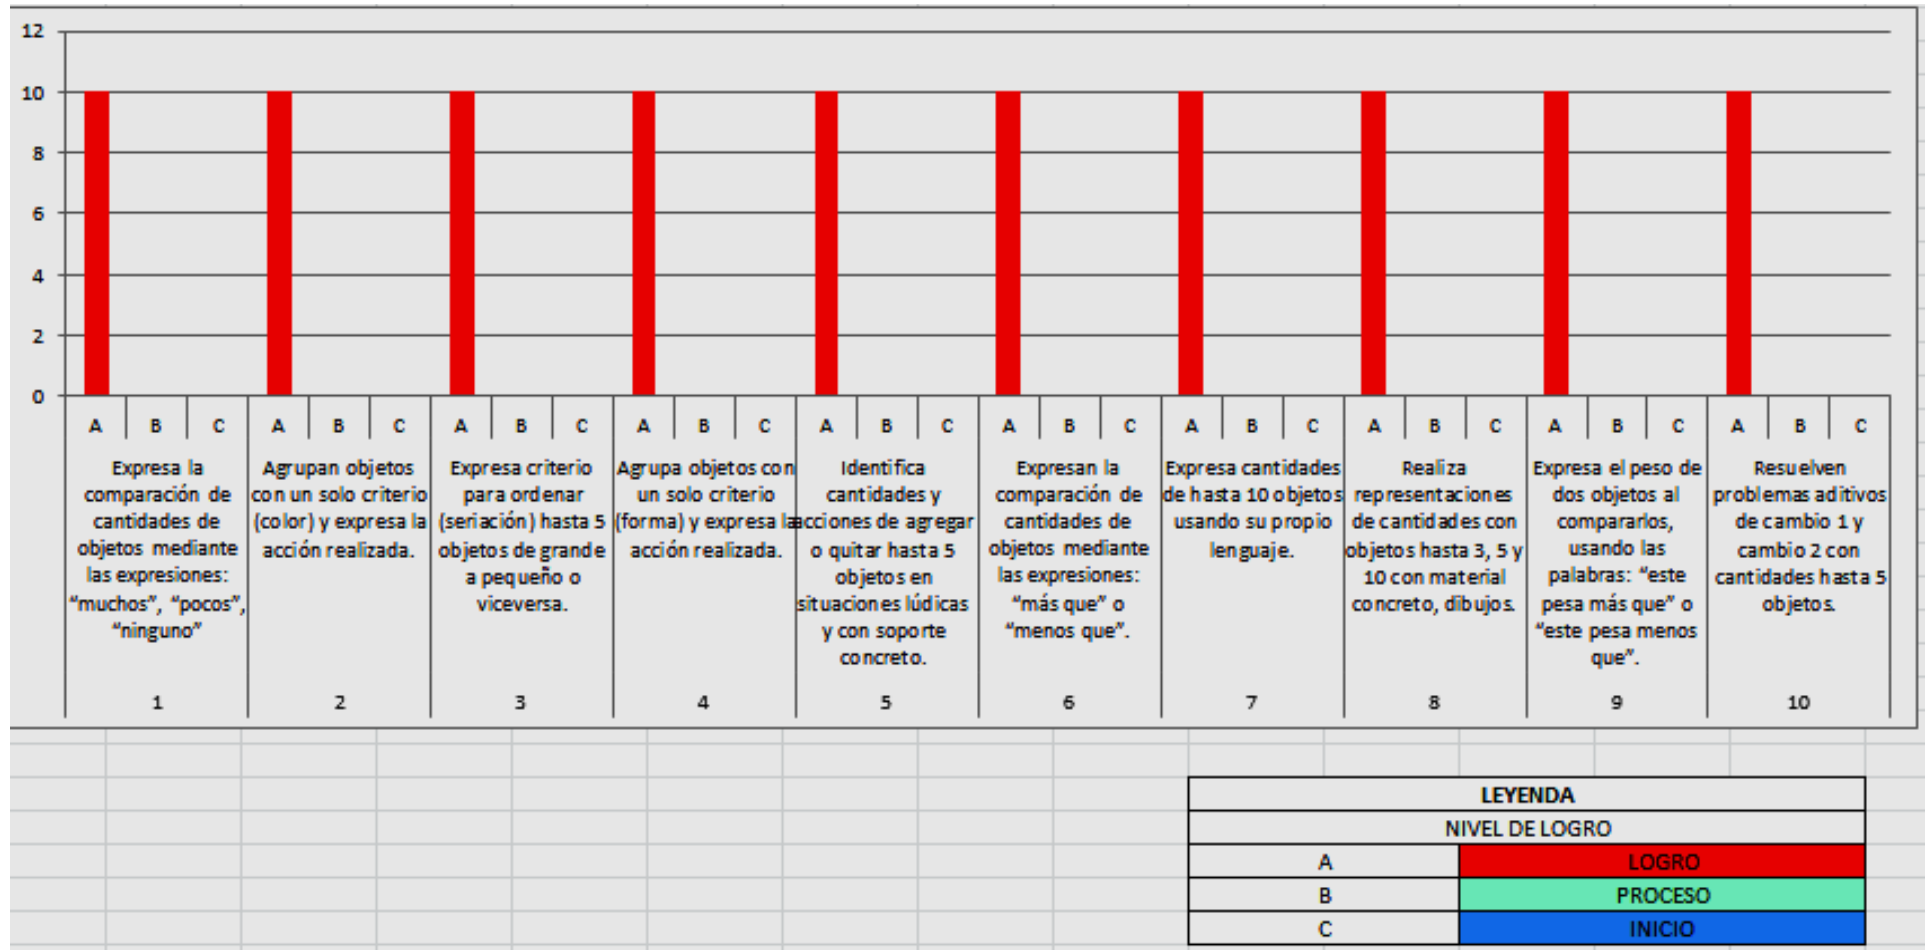 12
10
8
6
4
2
0
A B C A B C A B C A B C A B C A B C A B C A B C A B C A B C
Expresa la
comparación de
cantidades de
objetos mediante
las expresiones:
“muchos”, “pocos”,
“ninguno”
1
Agrupan objetos
con un solo criterio
(color) y expresa la
acción realizada.
2
Expresa criterio
para ordenar
(seriación) hasta 5
objetos de grande
a pequeño o
viceversa.
3
Agrupa objetos con
un solo criterio
(forma) y expresa la
acción realizada.
4
Identifica
cantidades y
acciones de agregar
o quitar hasta 5
objetos en
situaciones lúdicas
y con soporte
concreto.
5
Expresan la
comparación de
cantidades de
objetos mediante
las expresiones:
“más que” o
“menos que”.
6
Expresa cantidades
de hasta 10 objetos
usando su propio
lenguaje.
7
Realiza
representaciones
de cantidades con
objetos hasta 3, 5 y
10 con material
concreto, dibujos.
8
Expresa el peso de
dos objetos al
compararlos,
usando las
palabras: “este
pesa más que” o
“este pesa menos
que”.
9
Resuelven
problemas aditivos
de cambio 1 y
cambio 2 con
cantidades hasta 5
objetos.
10
LEYENDA
NIVEL DE LOGRO
A LOGRO
B PROCESO
C INICIO